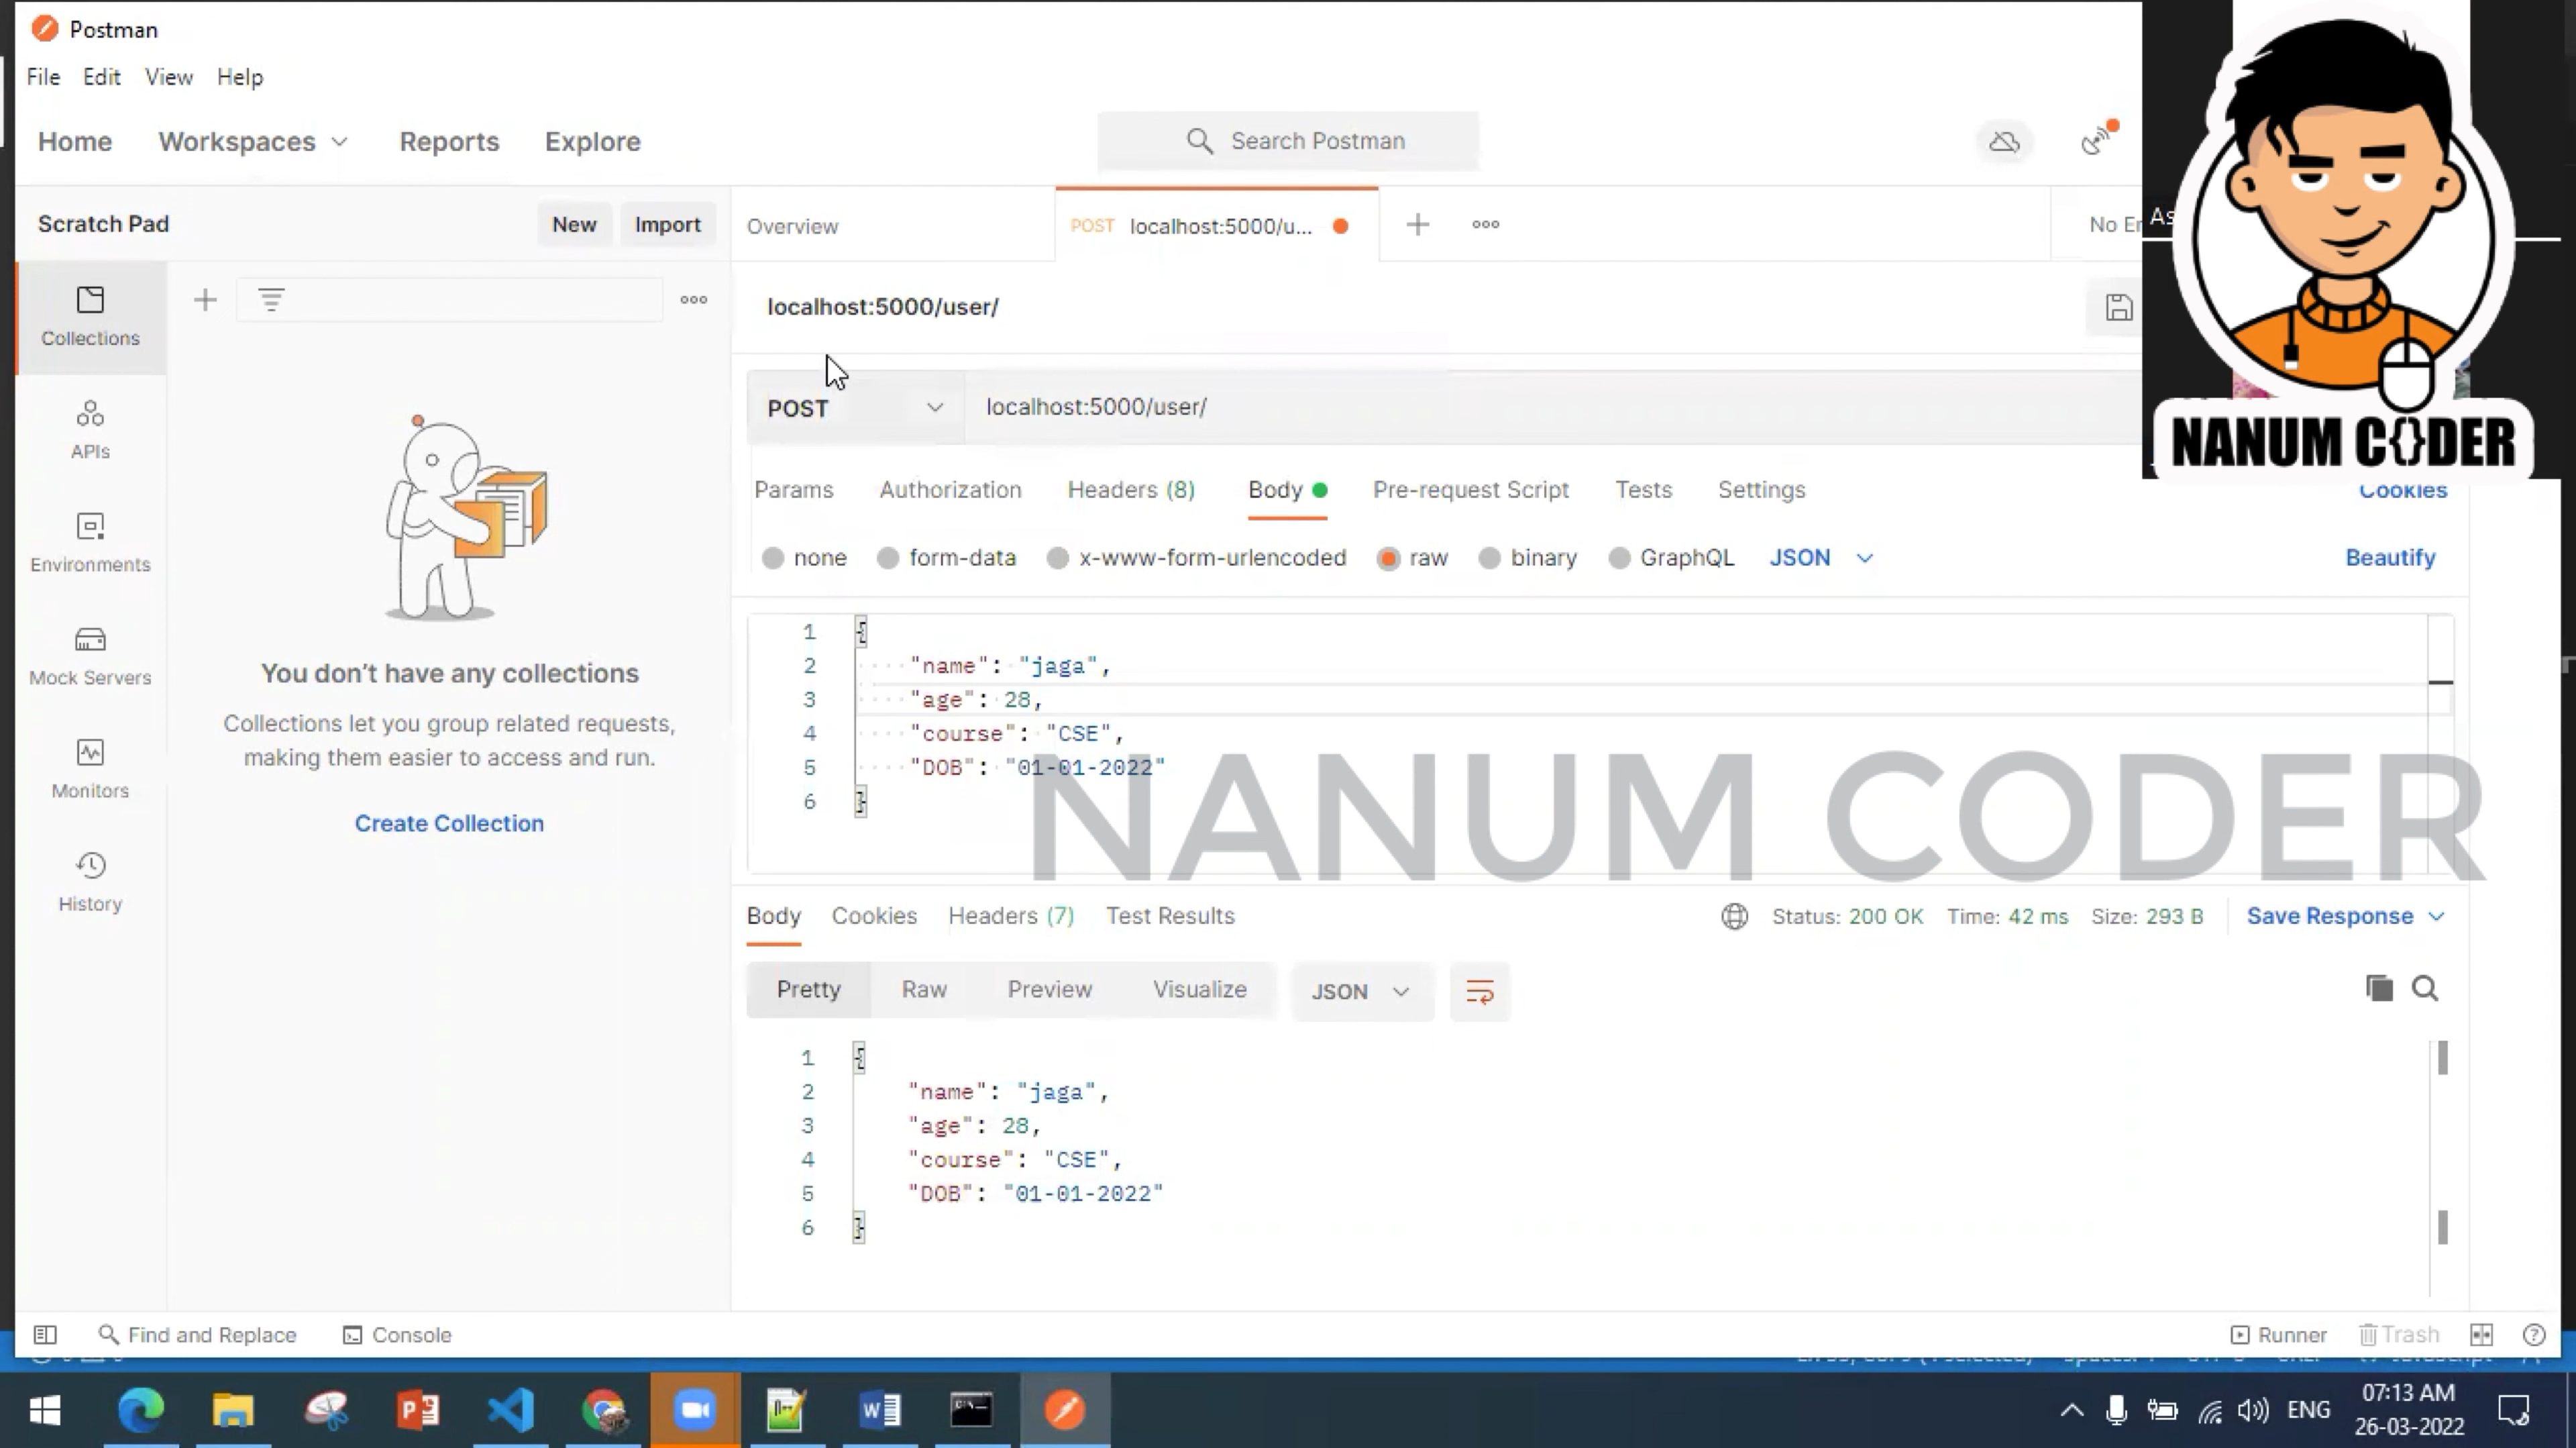 Postman
File Edit View Help
Home Workspaces Reports Explore Search Postman
Scratch Pad New Import Overview POST localhost:5000/u... No As
Collections
localhost:5000/user/
POST localhost:5000/user/
NANUM C{}DER
APIs
Params Authorization Headers (8) Body Pre-request Script Tests Settings Cookies
Environments
none form-data x-www-form-urlencoded raw binary GraphQL JSON Beautify
Mock Servers
1 {
2 "name": "jaga",
3 "age": 28,
4 "course": "CSE",
5 "DOB": "01-01-2022"
6 }
You don't have any collections
Collections let you group related requests,
making them easier to access and run.
Create Collection
Monitors
History
NANUM CODER
Body Cookies Headers (7) Test Results Status: 200 OK Time: 42 ms Size: 293 B Save Response
Pretty Raw Preview Visualize JSON
1 {
2 "name": "jaga",
3 "age": 28,
4 "course": "CSE",
5 "DOB": "01-01-2022"
6 }
Find and Replace Console Runner Trash
ENG 07:13 AM
26-03-2022